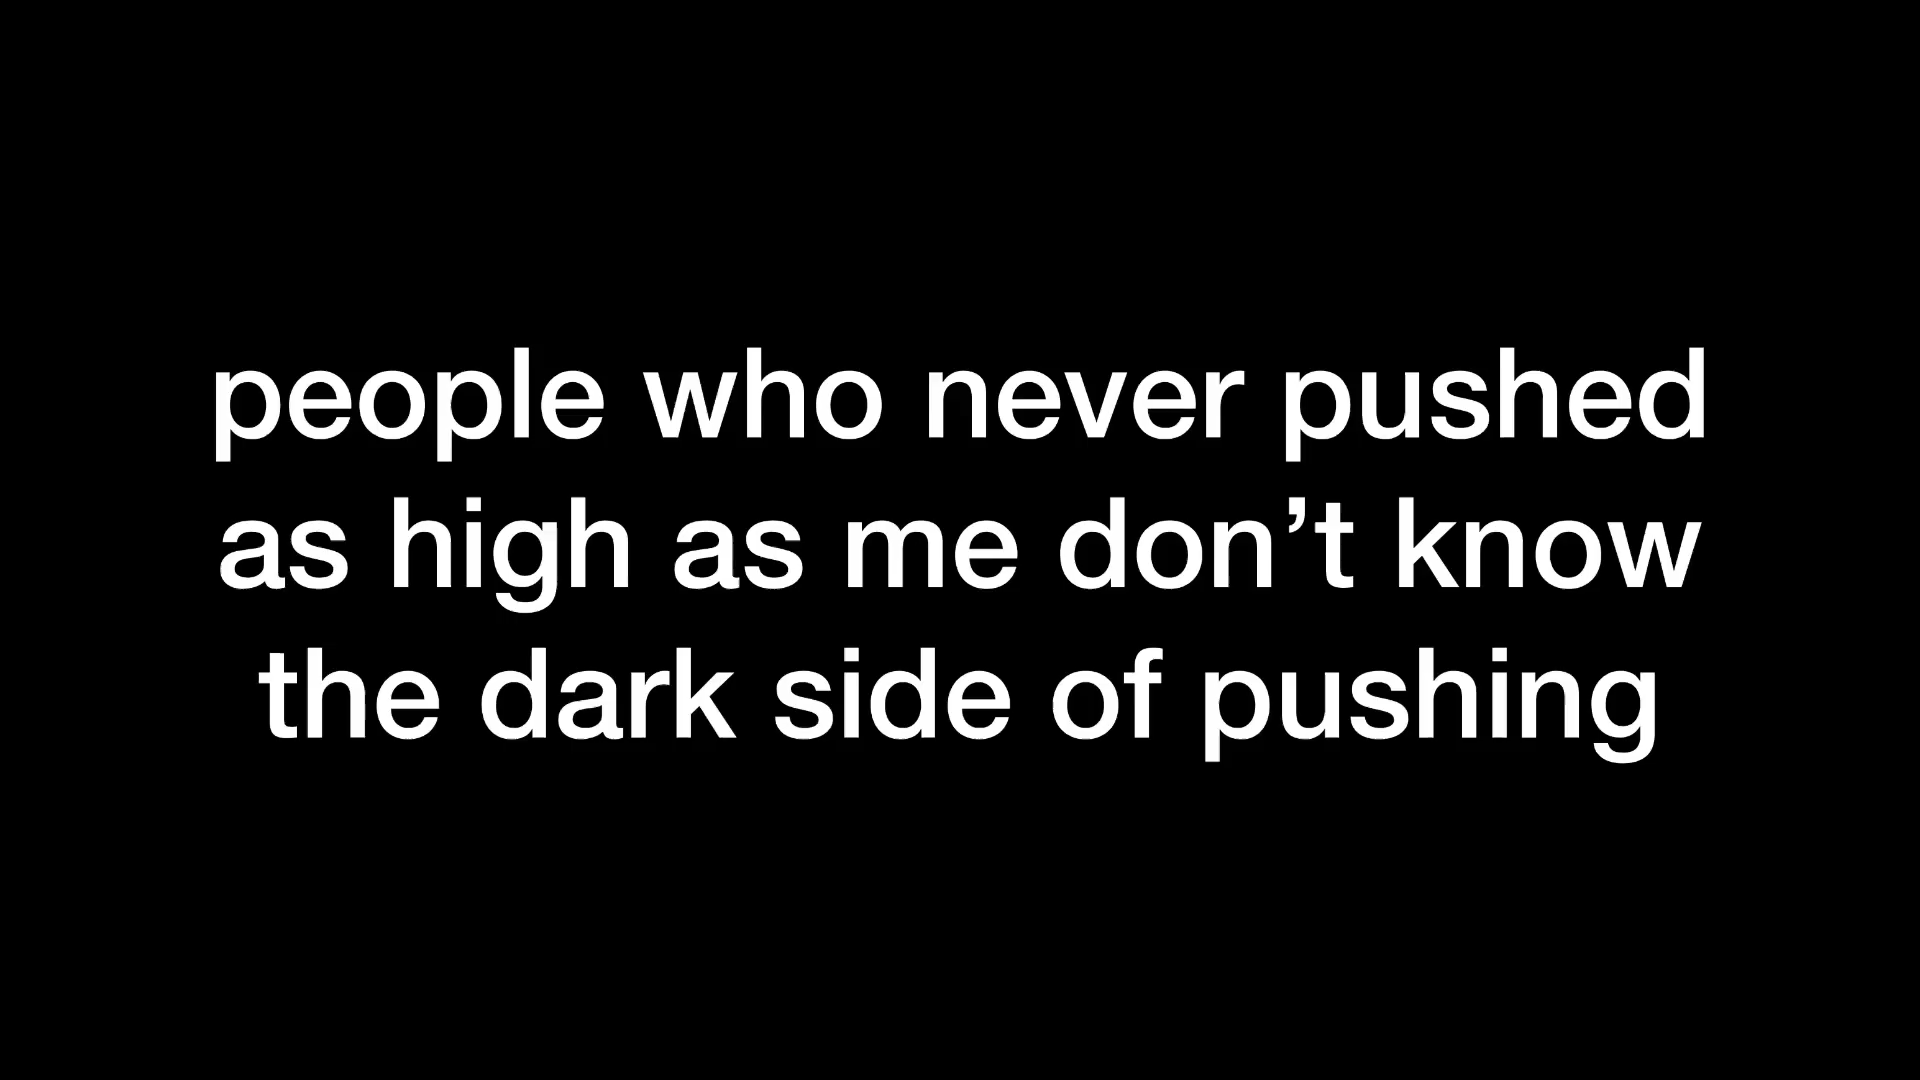 people who never pushed
as high as me don’t know
the dark side of pushing